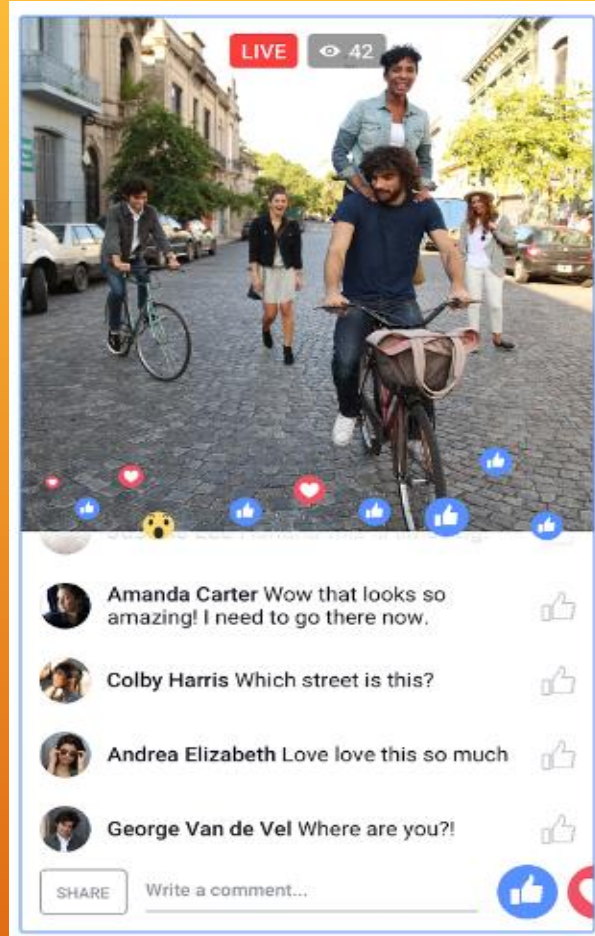 LIVE 42
Amanda Carter Wow that looks so
amazing! I need to go there now.
Colby Harris Which street is this?
Andrea Elizabeth Love love this so much
George Van de Vel Where are you?!
SHARE Write a comment...